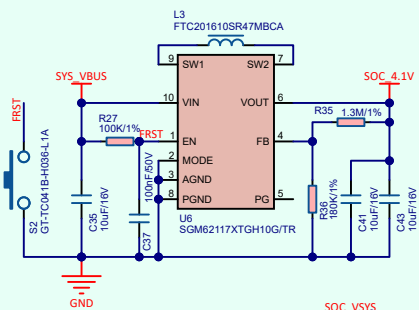 L3
FTC201610SR47MBCA
9
SW1
SW2
7
SYS_VBUS
SOC_4.1V
10
VIN
VOUT
6
R35
1.3M/1%
FRST
R27
100K/1%
FRST
1
EN
FB
4
2
MODE
3
AGND
8
PGND
PG
5
100nF/50V
C37
U6
SGM62117XTGH10G/TR
R36
180K/1%
S2
GT-TC041B-H036-L1A
C35
10uF/16V
C41
10uF/16V
C43
10uF/16V
GND
SOC_VSYS